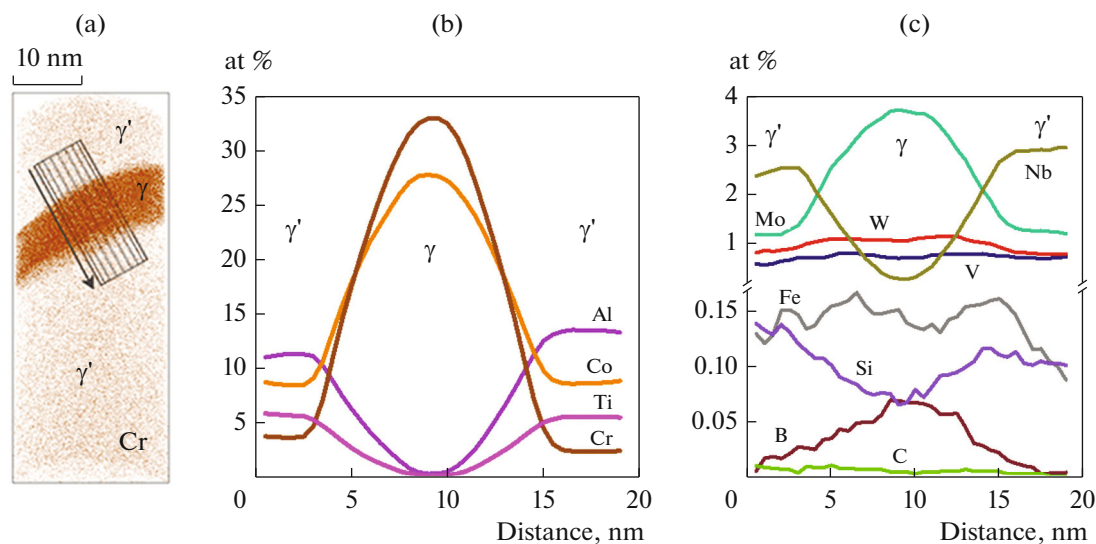 (a)
10 nm
γ'
γ
γ'
Cr
(b)
at %
35
30
25
20
15
10
5
0
5
10
15
20
Distance, nm
γ'
γ
γ'
Al
Co
Ti
Cr
(c)
at %
4
3
2
1
0.15
0.10
0.05
0
5
10
15
20
Distance, nm
γ'
γ
γ'
Nb
Mo
W
V
Fe
Si
B
C